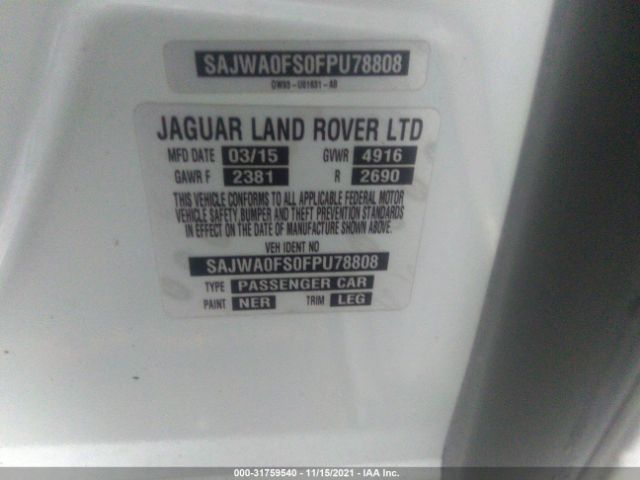 SAJWA0FS0FPU78808
JAGUAR LAND ROVER LTD
MFD DATE 03/15 GVWR 4916
GAWR F 2381 R 2690
THIS VEHICLE CONFORMS TO ALL APPLICABLE FEDERAL MOTOR
VEHICLE SAFETY BUMPER AND THEFT PREVENTION STANDARDS
IN EFFECT ON THE DATE OF MANUFACTURE SHOWN ABOVE.
VEH IDENT NO
SAJWA0FS0FPU78808
TYPE PASSENGER CAR
PAINT NER TRIM LEG
000-31759540 - 11/15/2021 - IAA Inc.